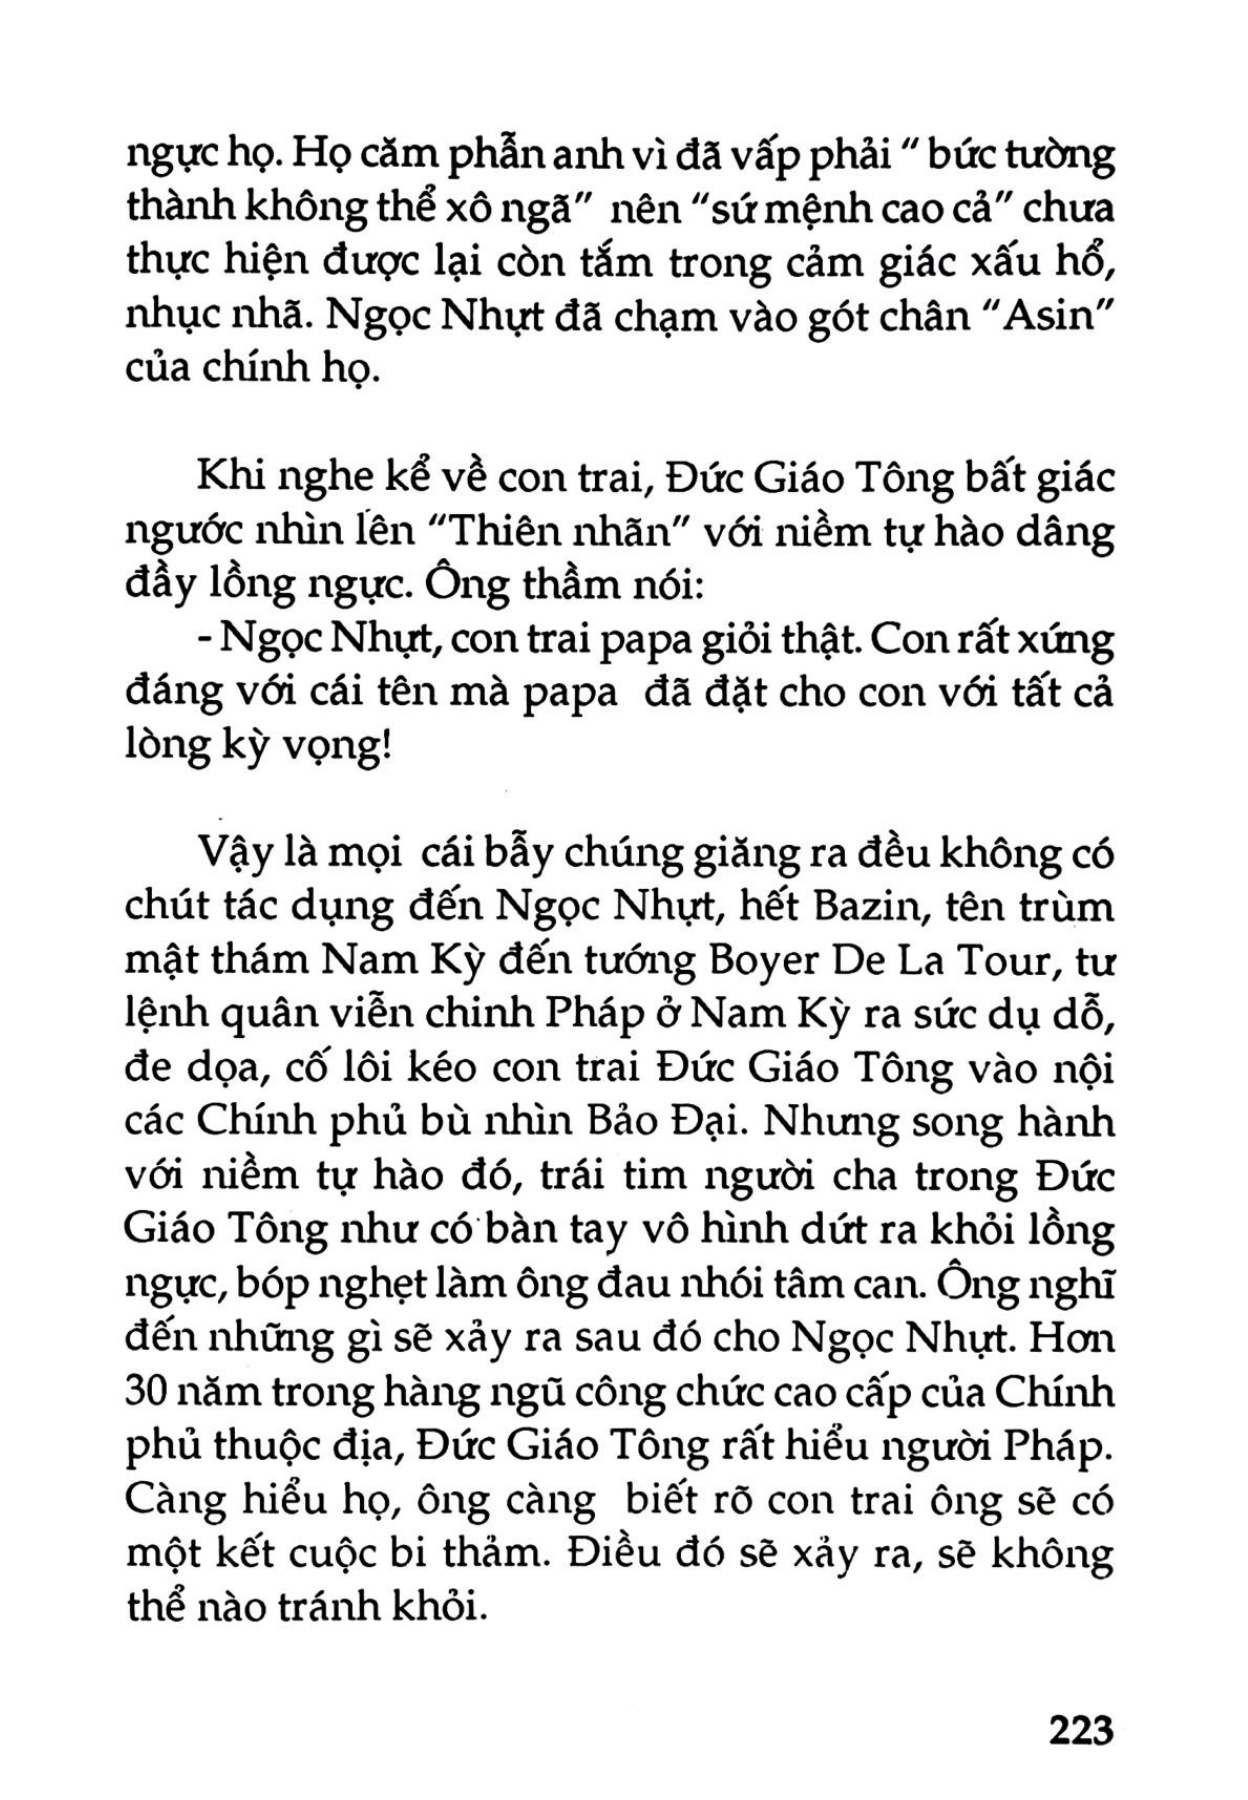 ngực họ. Họ căm phẫn anh vì đã vấp phải " bức tường
thành không thể xô ngã" nên "sứ mệnh cao cả" chưa
thực hiện được lại còn tắm trong cảm giác xấu hổ,
nhục nhã. Ngọc Nhựt đã chạm vào gót chân "Asin"
của chính họ.
Khi nghe kể về con trai, Đức Giáo Tông bất giác
ngước nhìn lên "Thiên nhãn" với niềm tự hào dâng
đầy lồng ngực. Ông thầm nói:
- Ngọc Nhựt, con trai papa giỏi thật. Con rất xứng
đáng với cái tên mà papa đã đặt cho con với tất cả
lòng kỳ vọng!
Vậy là mọi cái bẫy chúng giăng ra đều không có
chút tác dụng đến Ngọc Nhựt, hết Bazin, tên trùm
mật thám Nam Kỳ đến tướng Boyer De La Tour, tư
lệnh quân viễn chinh Pháp ở Nam Kỳ ra sức dụ dỗ,
đe dọa, cố lôi kéo con trai Đức Giáo Tông vào nội
các Chính phủ bù nhìn Bảo Đại. Nhưng song hành
với niềm tự hào đó, trái tim người cha trong Đức
Giáo Tông như có bàn tay vô hình dứt ra khỏi lồng
ngực, bóp nghẹt làm ông đau nhói tâm can. Ông nghĩ
đến những gì sẽ xảy ra sau đó cho Ngọc Nhựt. Hơn
30 năm trong hàng ngũ công chức cao cấp của Chính
phủ thuộc địa, Đức Giáo Tông rất hiểu người Pháp.
Càng hiểu họ, ông càng biết rõ con trai ông sẽ có
một kết cuộc bi thảm. Điều đó sẽ xảy ra, sẽ không
thể nào tránh khỏi.
223